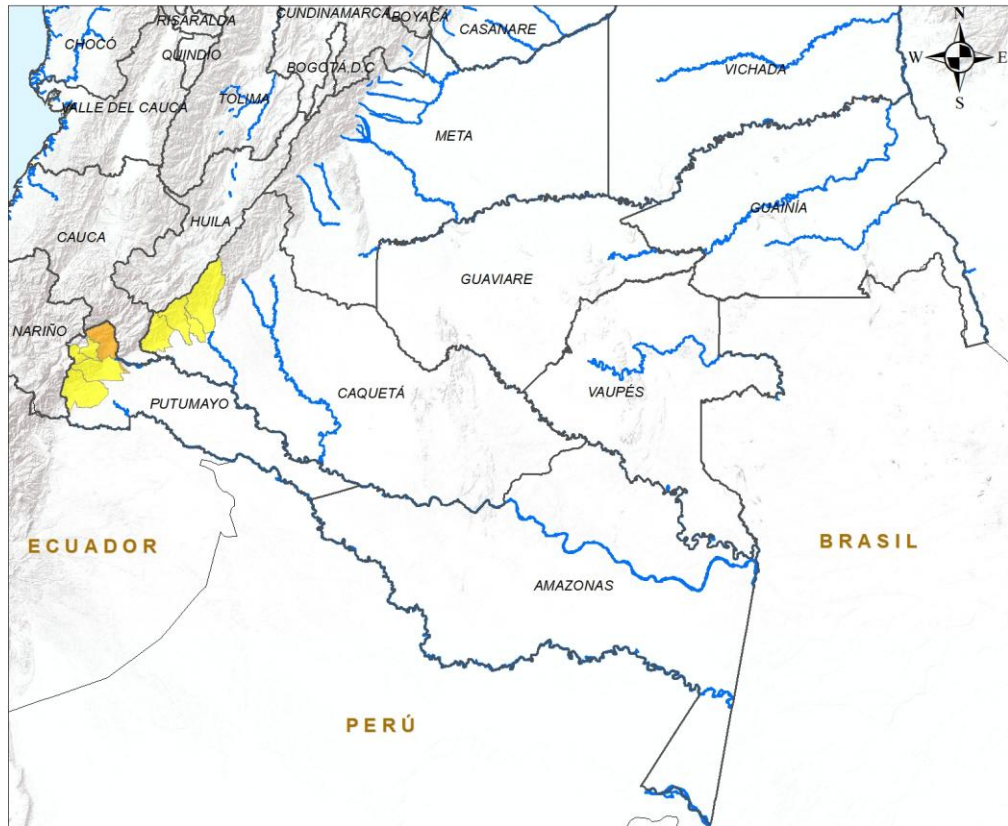 RISARALDA
CUNDINAMARCA
BOYACÁ
CASANARE
N
CHOCÓ
QUINDIO
BOGOTÁ D.C
VICHADA
W
E
VALLE DEL CAUCA
TOLIMA
S
META
HUILA
GUAINÍA
CAUCA
GUAVIARE
NARIÑO
CAQUETÁ
VAUPÉS
PUTUMAYO
ECUADOR
BRASIL
AMAZONAS
PERÚ